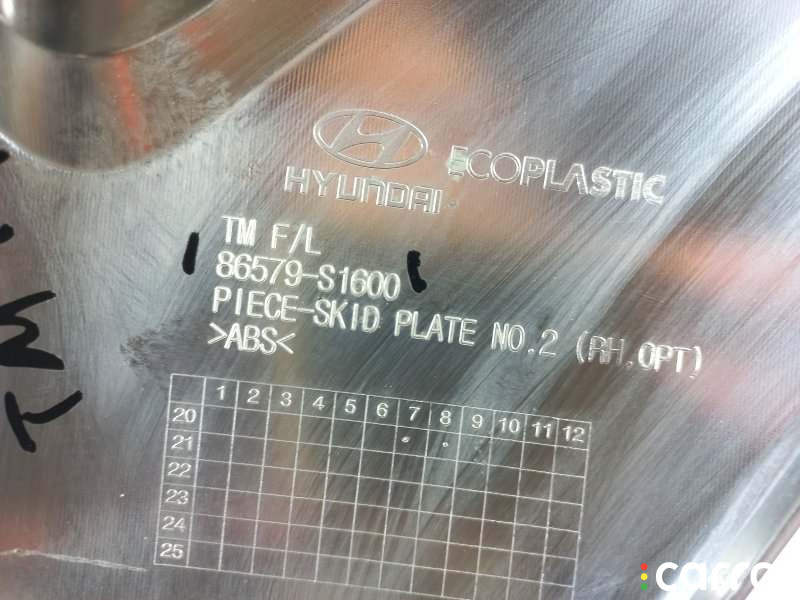 HYUNDAI ECOPLASTIC
TM F/L
86579-S1600
PIECE-SKID PLATE NO.2 (RH,OPT)
>ABS<
1 2 3 4 5 6 7 8 9 10 11 12
20
21
22
23
24
25